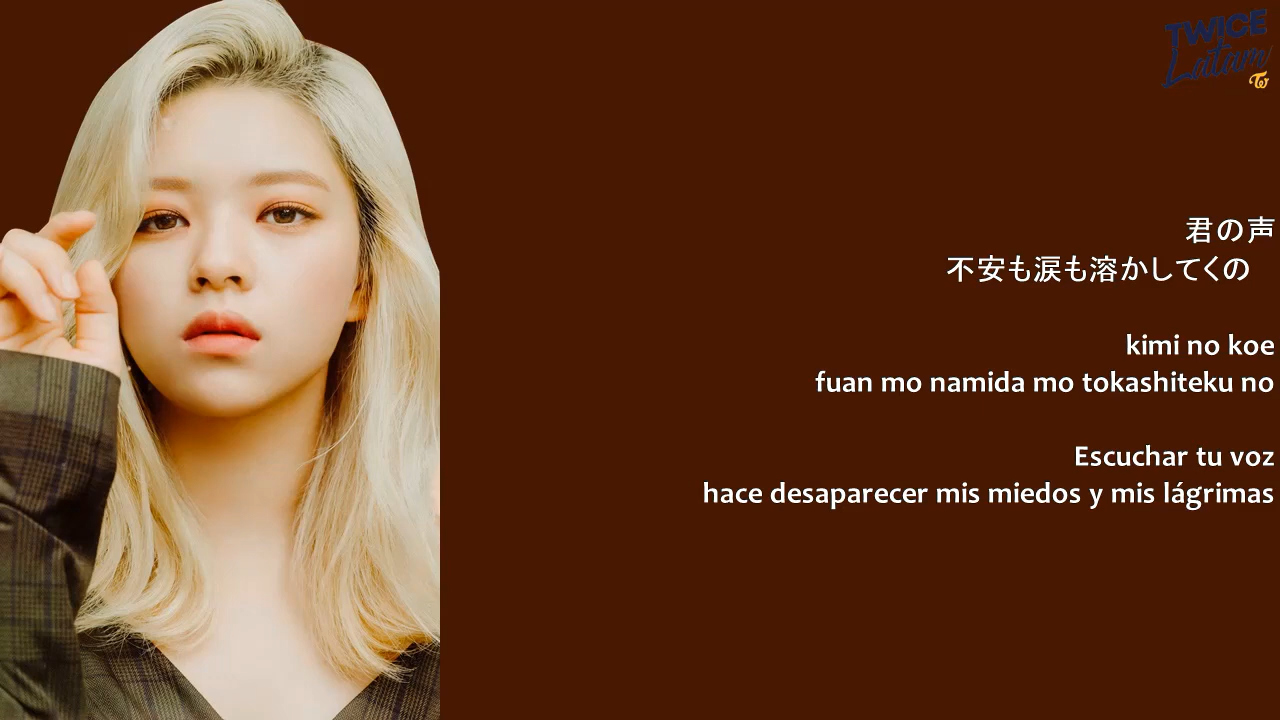 TWICE
Latam
君の声
不安も涙も溶かしてくの
kimi no koe
fuan mo namida mo tokashiteku no
Escuchar tu voz
hace desaparecer mis miedos y mis lágrimas